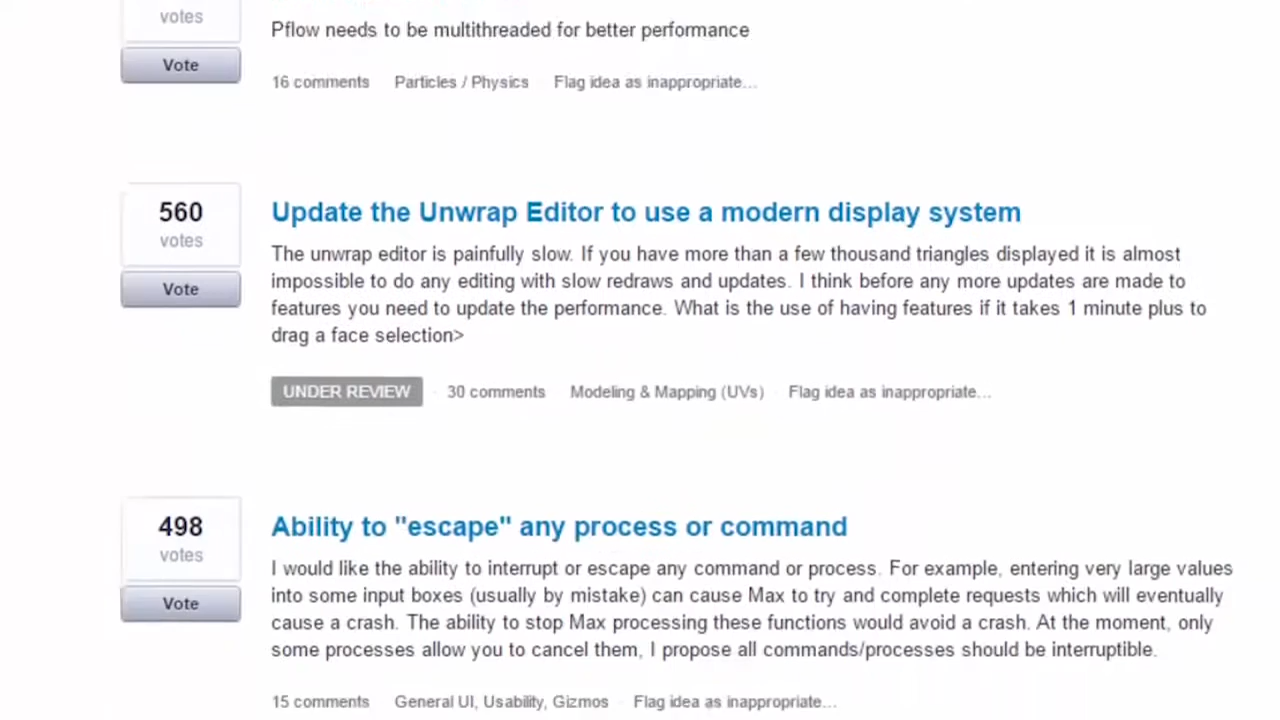 votes
Pflow needs to be multithreaded for better performance
Vote
16 comments Particles / Physics Flag idea as inappropriate...
560
votes
Vote
Update the Unwrap Editor to use a modern display system
The unwrap editor is painfully slow. If you have more than a few thousand triangles displayed it is almost
impossible to do any editing with slow redraws and updates. I think before any more updates are made to
features you need to update the performance. What is the use of having features if it takes 1 minute plus to
drag a face selection>
UNDER REVIEW · 30 comments Modeling & Mapping (UVs) · Flag idea as inappropriate...
498
votes
Vote
Ability to "escape" any process or command
I would like the ability to interrupt or escape any command or process. For example, entering very large values
into some input boxes (usually by mistake) can cause Max to try and complete requests which will eventually
cause a crash. The ability to stop Max processing these functions would avoid a crash. At the moment, only
some processes allow you to cancel them, I propose all commands/processes should be interruptible.
15 comments General UI, Usability, Gizmos · Flag idea as inappropriate...